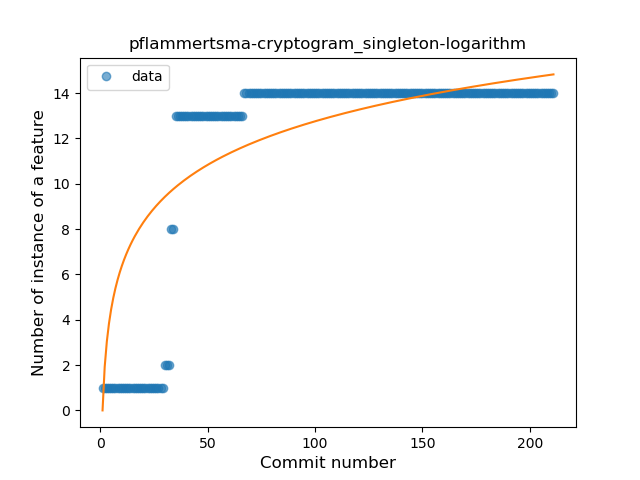 pflammertsma-cryptogram_singleton-logarithm
data
Number of instance of a feature
14
12
10
8
6
4
2
0
0 50 100 150 200
Commit number